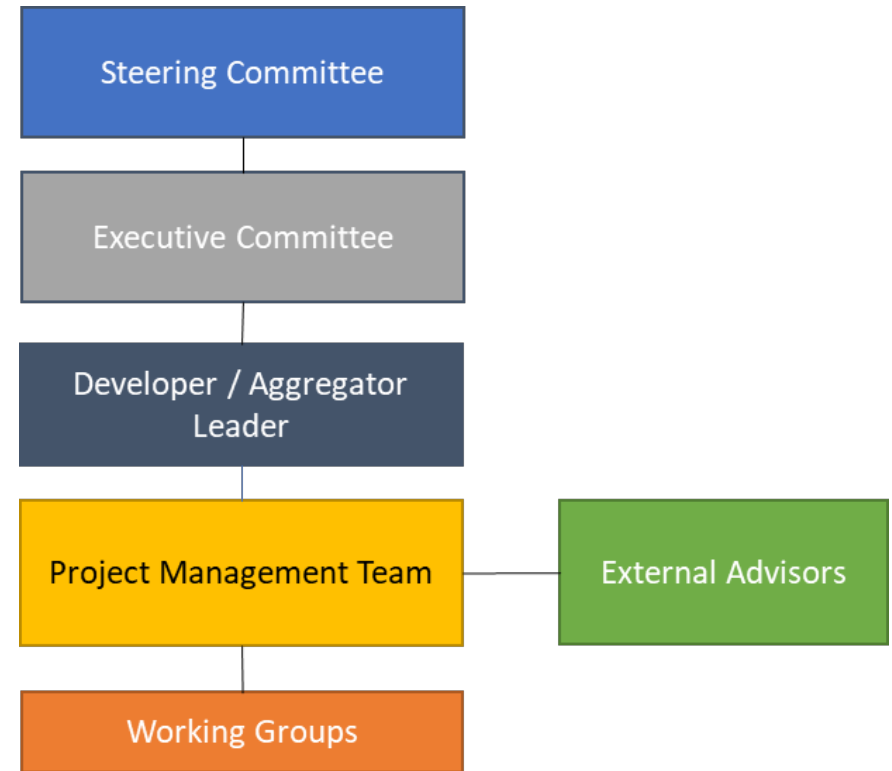 Steering Committee
Executive Committee
Developer / Aggregator
Leader
Project Management Team
External Advisors
Working Groups